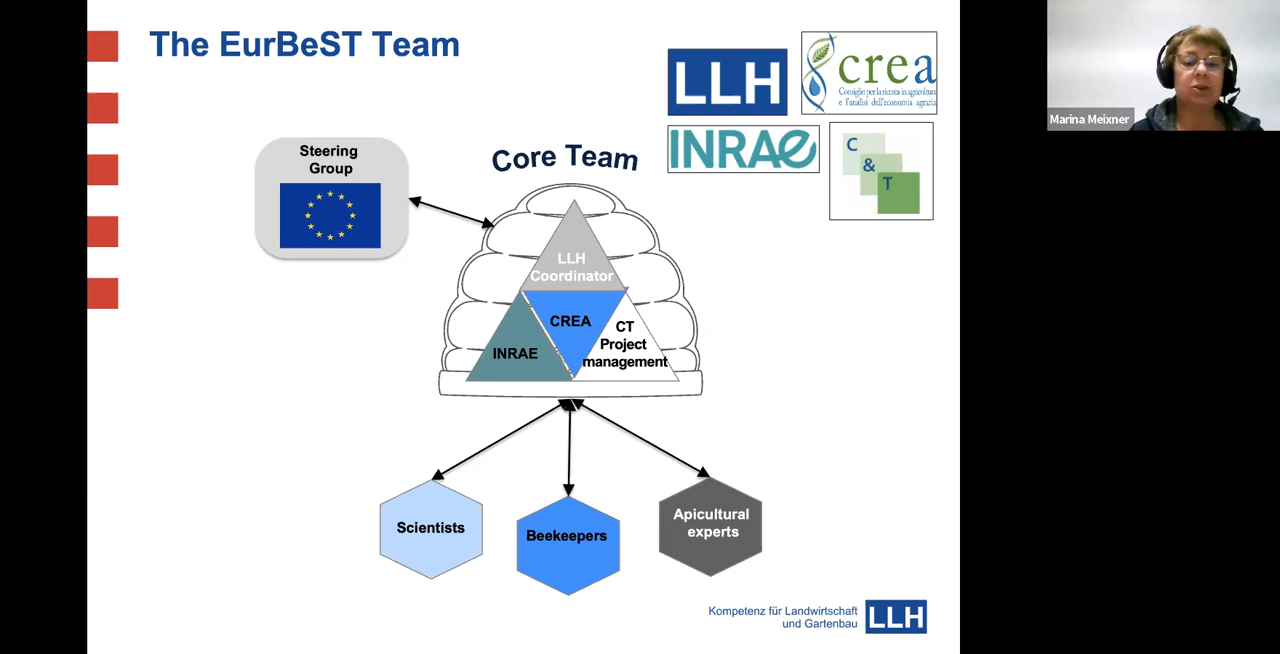 The EurBeST Team
LLH
crea
Consiglio per la ricerca in agricoltura
e l'analisi dell'economia agraria
INRAE
C
&
T
Marina Meixner
Steering
Group
Core Team
LLH
Coordinator
CREA
INRAE
CT
Project
management
Scientists
Beekeepers
Apicultural
experts
Kompetenz für Landwirtschaft
und Gartenbau
LLH